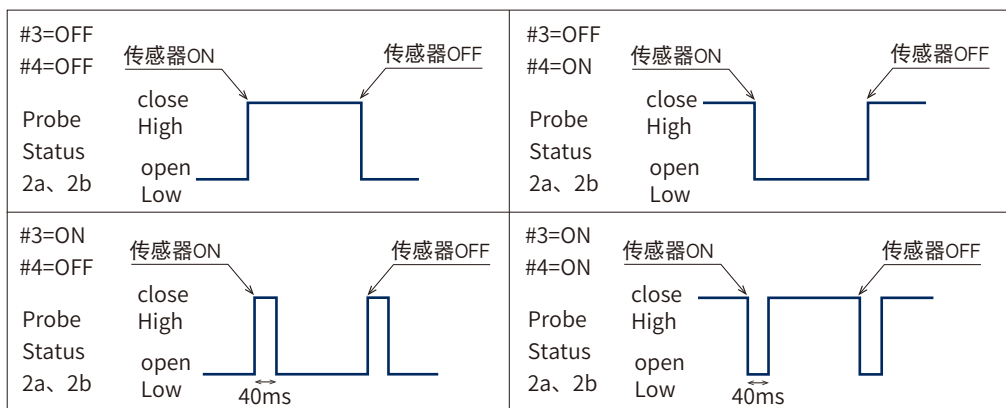 #3=OFF
#4=OFF
传感器ON
传感器OFF
close
High
Probe
Status
2a、2b
open
Low
#3=OFF
#4=ON
传感器ON
传感器OFF
close
High
Probe
Status
2a、2b
open
Low
#3=ON
#4=OFF
传感器ON
传感器OFF
close
High
Probe
Status
2a、2b
open
Low
40ms
#3=ON
#4=ON
传感器ON
传感器OFF
close
High
Probe
Status
2a、2b
open
Low
40ms